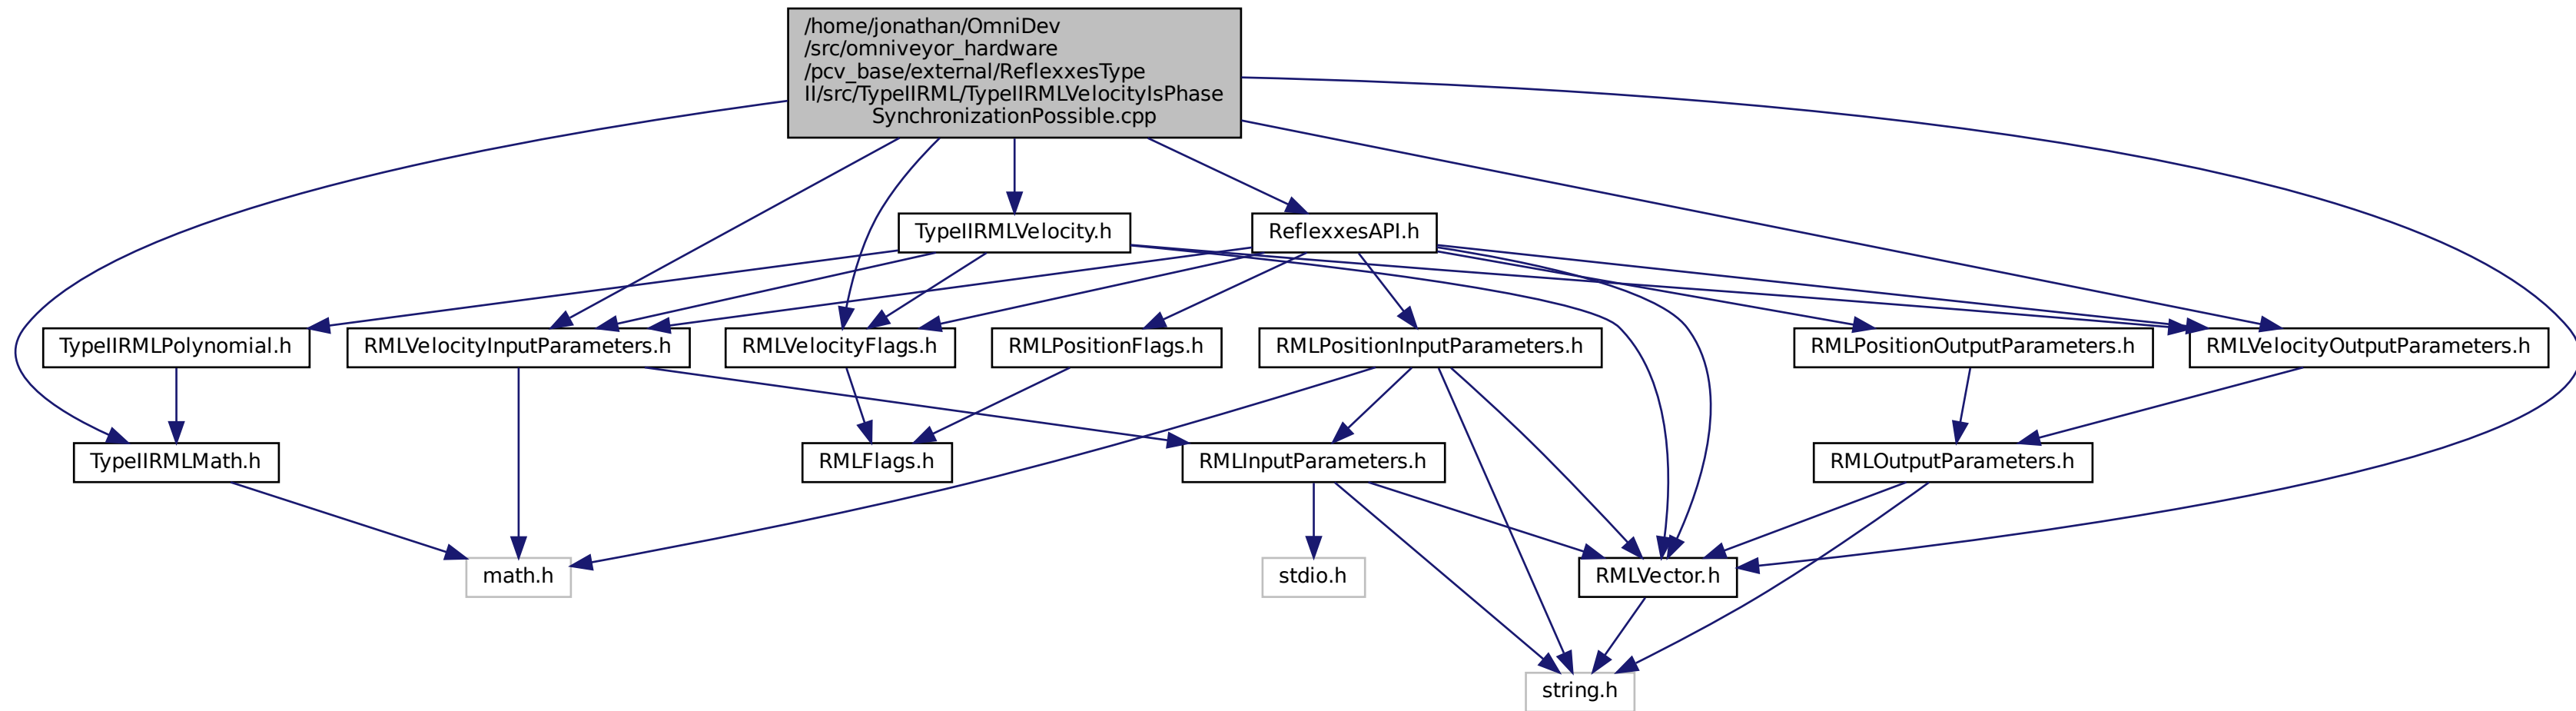 /home/jonathan/OmniDev
/src/omniveyor_hardware
/pcv_base/external/ReflexxesType
II/src/TypeIIRML/TypeIIRMLVelocityIsPhase
SynchronizationPossible.cpp
TypeIIRMLVelocity.h
ReflexxesAPI.h
TypeIIRMLPolynomial.h
RMLVelocityInputParameters.h
RMLVelocityFlags.h
RMLPositionFlags.h
RMLPositionInputParameters.h
RMLPositionOutputParameters.h
RMLVelocityOutputParameters.h
TypeIIRMLMath.h
RMLFlags.h
RMLInputParameters.h
RMLOutputParameters.h
math.h
stdio.h
RMLVector.h
string.h